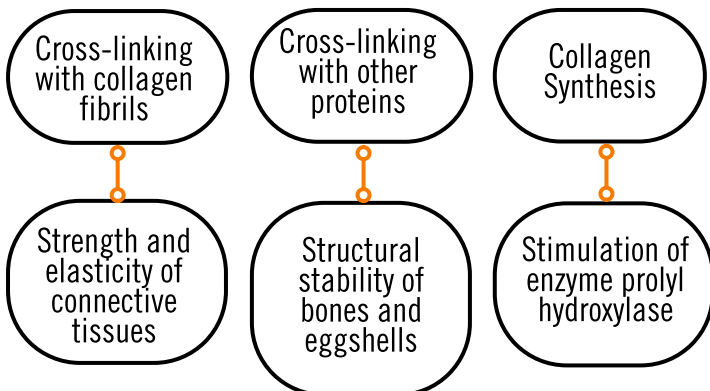 Cross-linking
with collagen
fibrils
Cross-linking
with other
proteins
Collagen
Synthesis
Strength and
elasticity of
connective
tissues
Structural
stability of
bones and
eggshells
Stimulation of
enzyme prolyl
hydroxylase